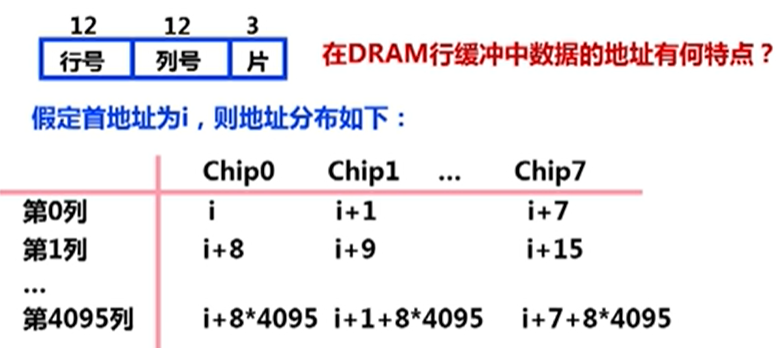 12 12 3
行号 列号 片
在DRAM行缓冲中数据的地址有何特点？
假定首地址为i，则地址分布如下：
Chip0 Chip1 ... Chip7
第0列 i i+1 i+7
第1列 i+8 i+9 i+15
...
第4095列 i+8*4095 i+1+8*4095 i+7+8*4095